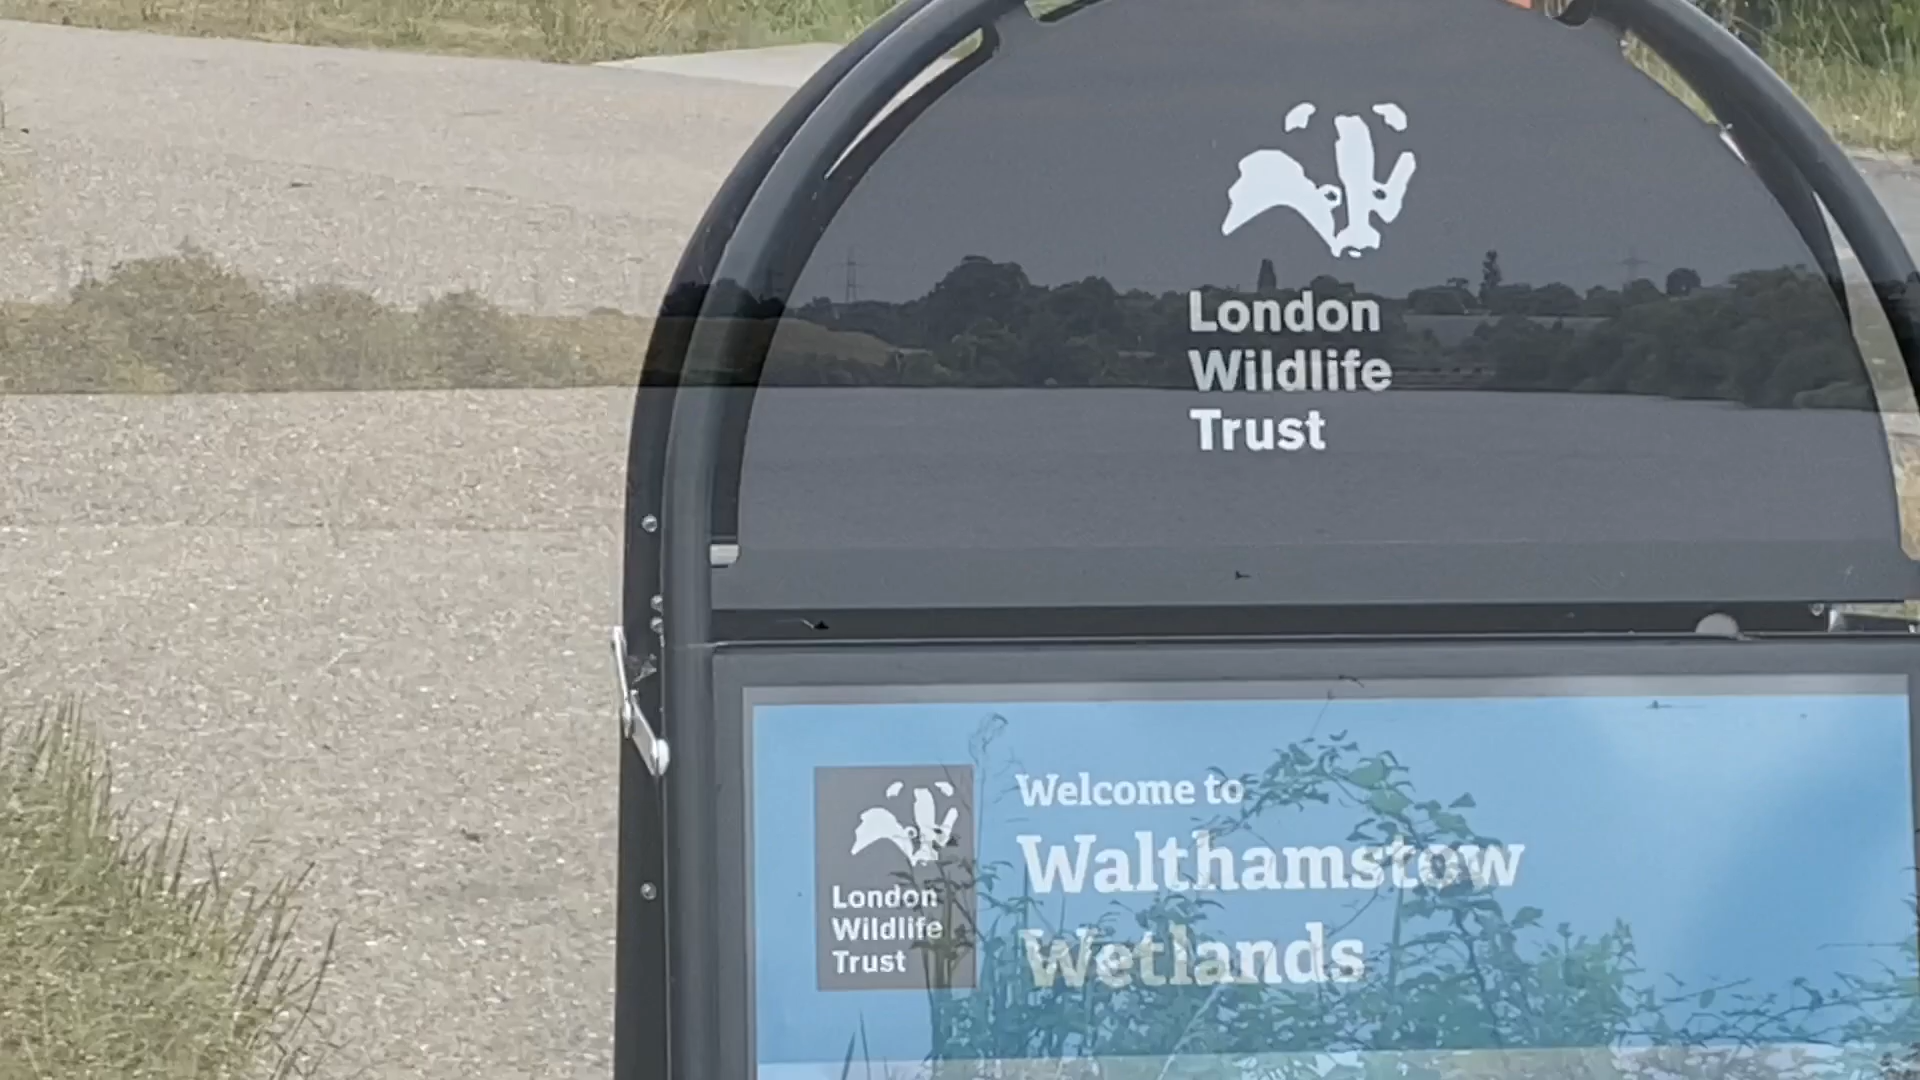 London
Wildlife
Trust
London
Wildlife
Trust
Welcome to
Walthamstow
Wetlands